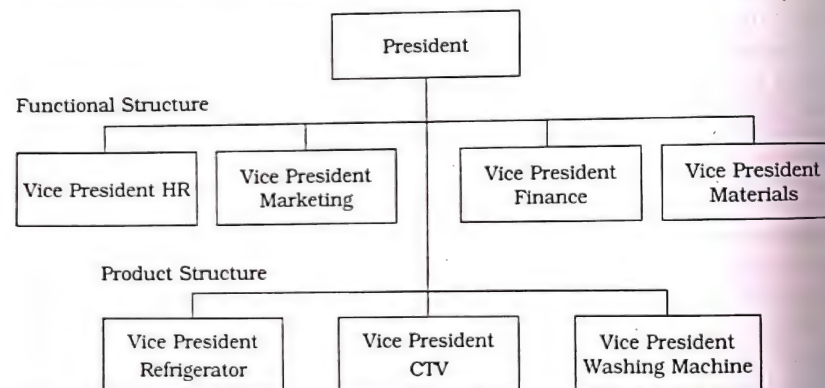 President
Functional Structure
Vice President HR
Vice President
Marketing
Vice President
Finance
Vice President
Materials
Product Structure
Vice President
Refrigerator
Vice President
CTV
Vice President
Washing Machine